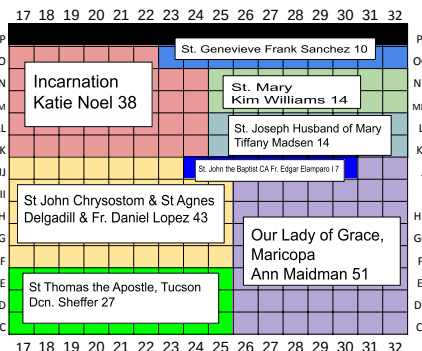 17 18 19 20 21 22 23 24 25 26 27 28 29 30 31 32
P
O
N
M
L
K
IJ
II
H
G
F
E
D
C
St. Genevieve Frank Sanchez 10
Incarnation
Katie Noel 38
St. Mary
Kim Williams 14
St. Joseph Husband of Mary
Tiffany Madsen 14
St. John the Baptist CA Fr. Edgar Elamparo I 7
St John Chrysostom & St Agnes
Delgadill & Fr. Daniel Lopez 43
Our Lady of Grace,
Maricopa
Ann Maidman 51
St Thomas the Apostle, Tucson
Dcn. Sheffer 27
P
O
N
M
L
K
H
G
F
E
D
C
17 18 19 20 21 22 23 24 25 26 27 28 29 30 31 32